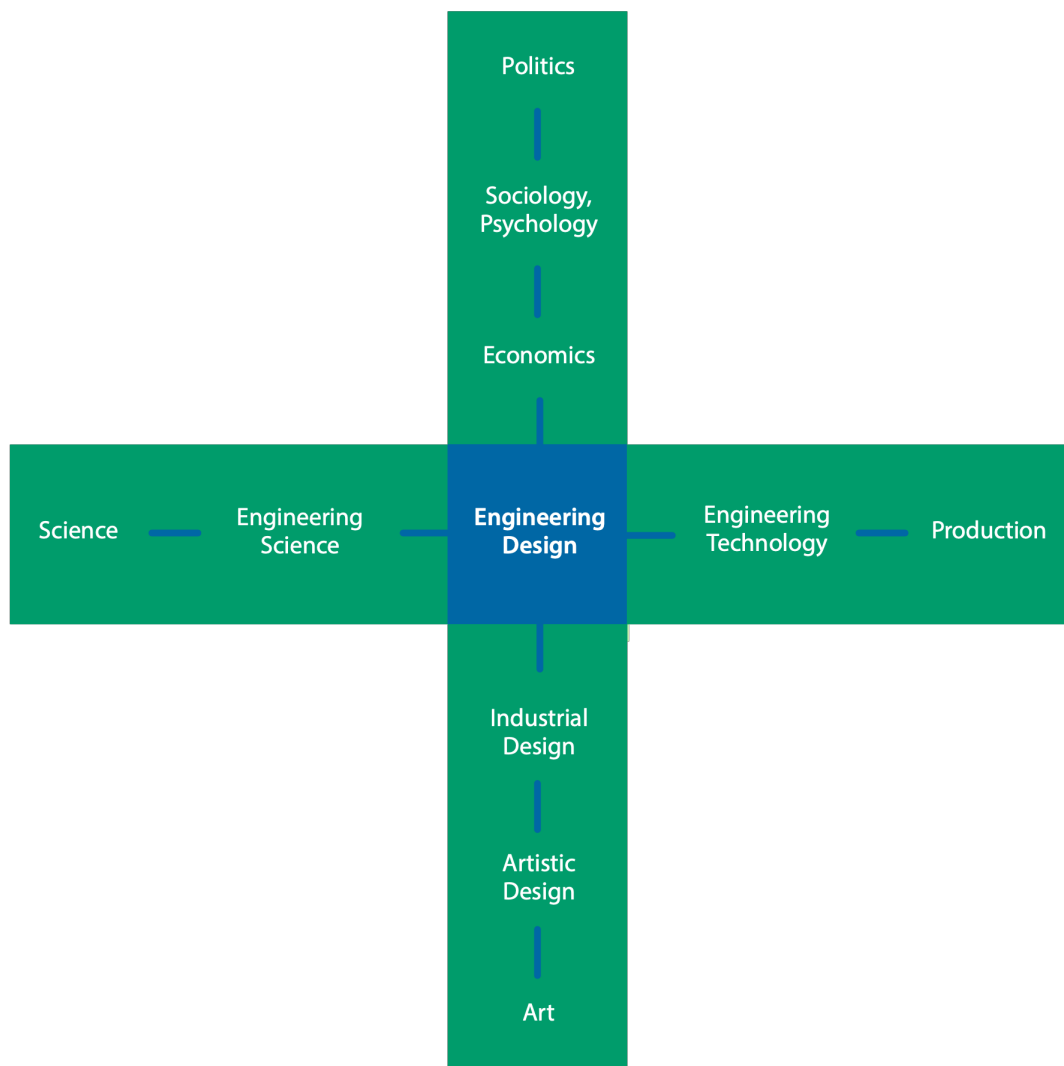 Politics
Sociology,
Psychology
Economics
Science
Engineering
Science
Engineering
Design
Engineering
Technology
Production
Industrial
Design
Artistic
Design
Art